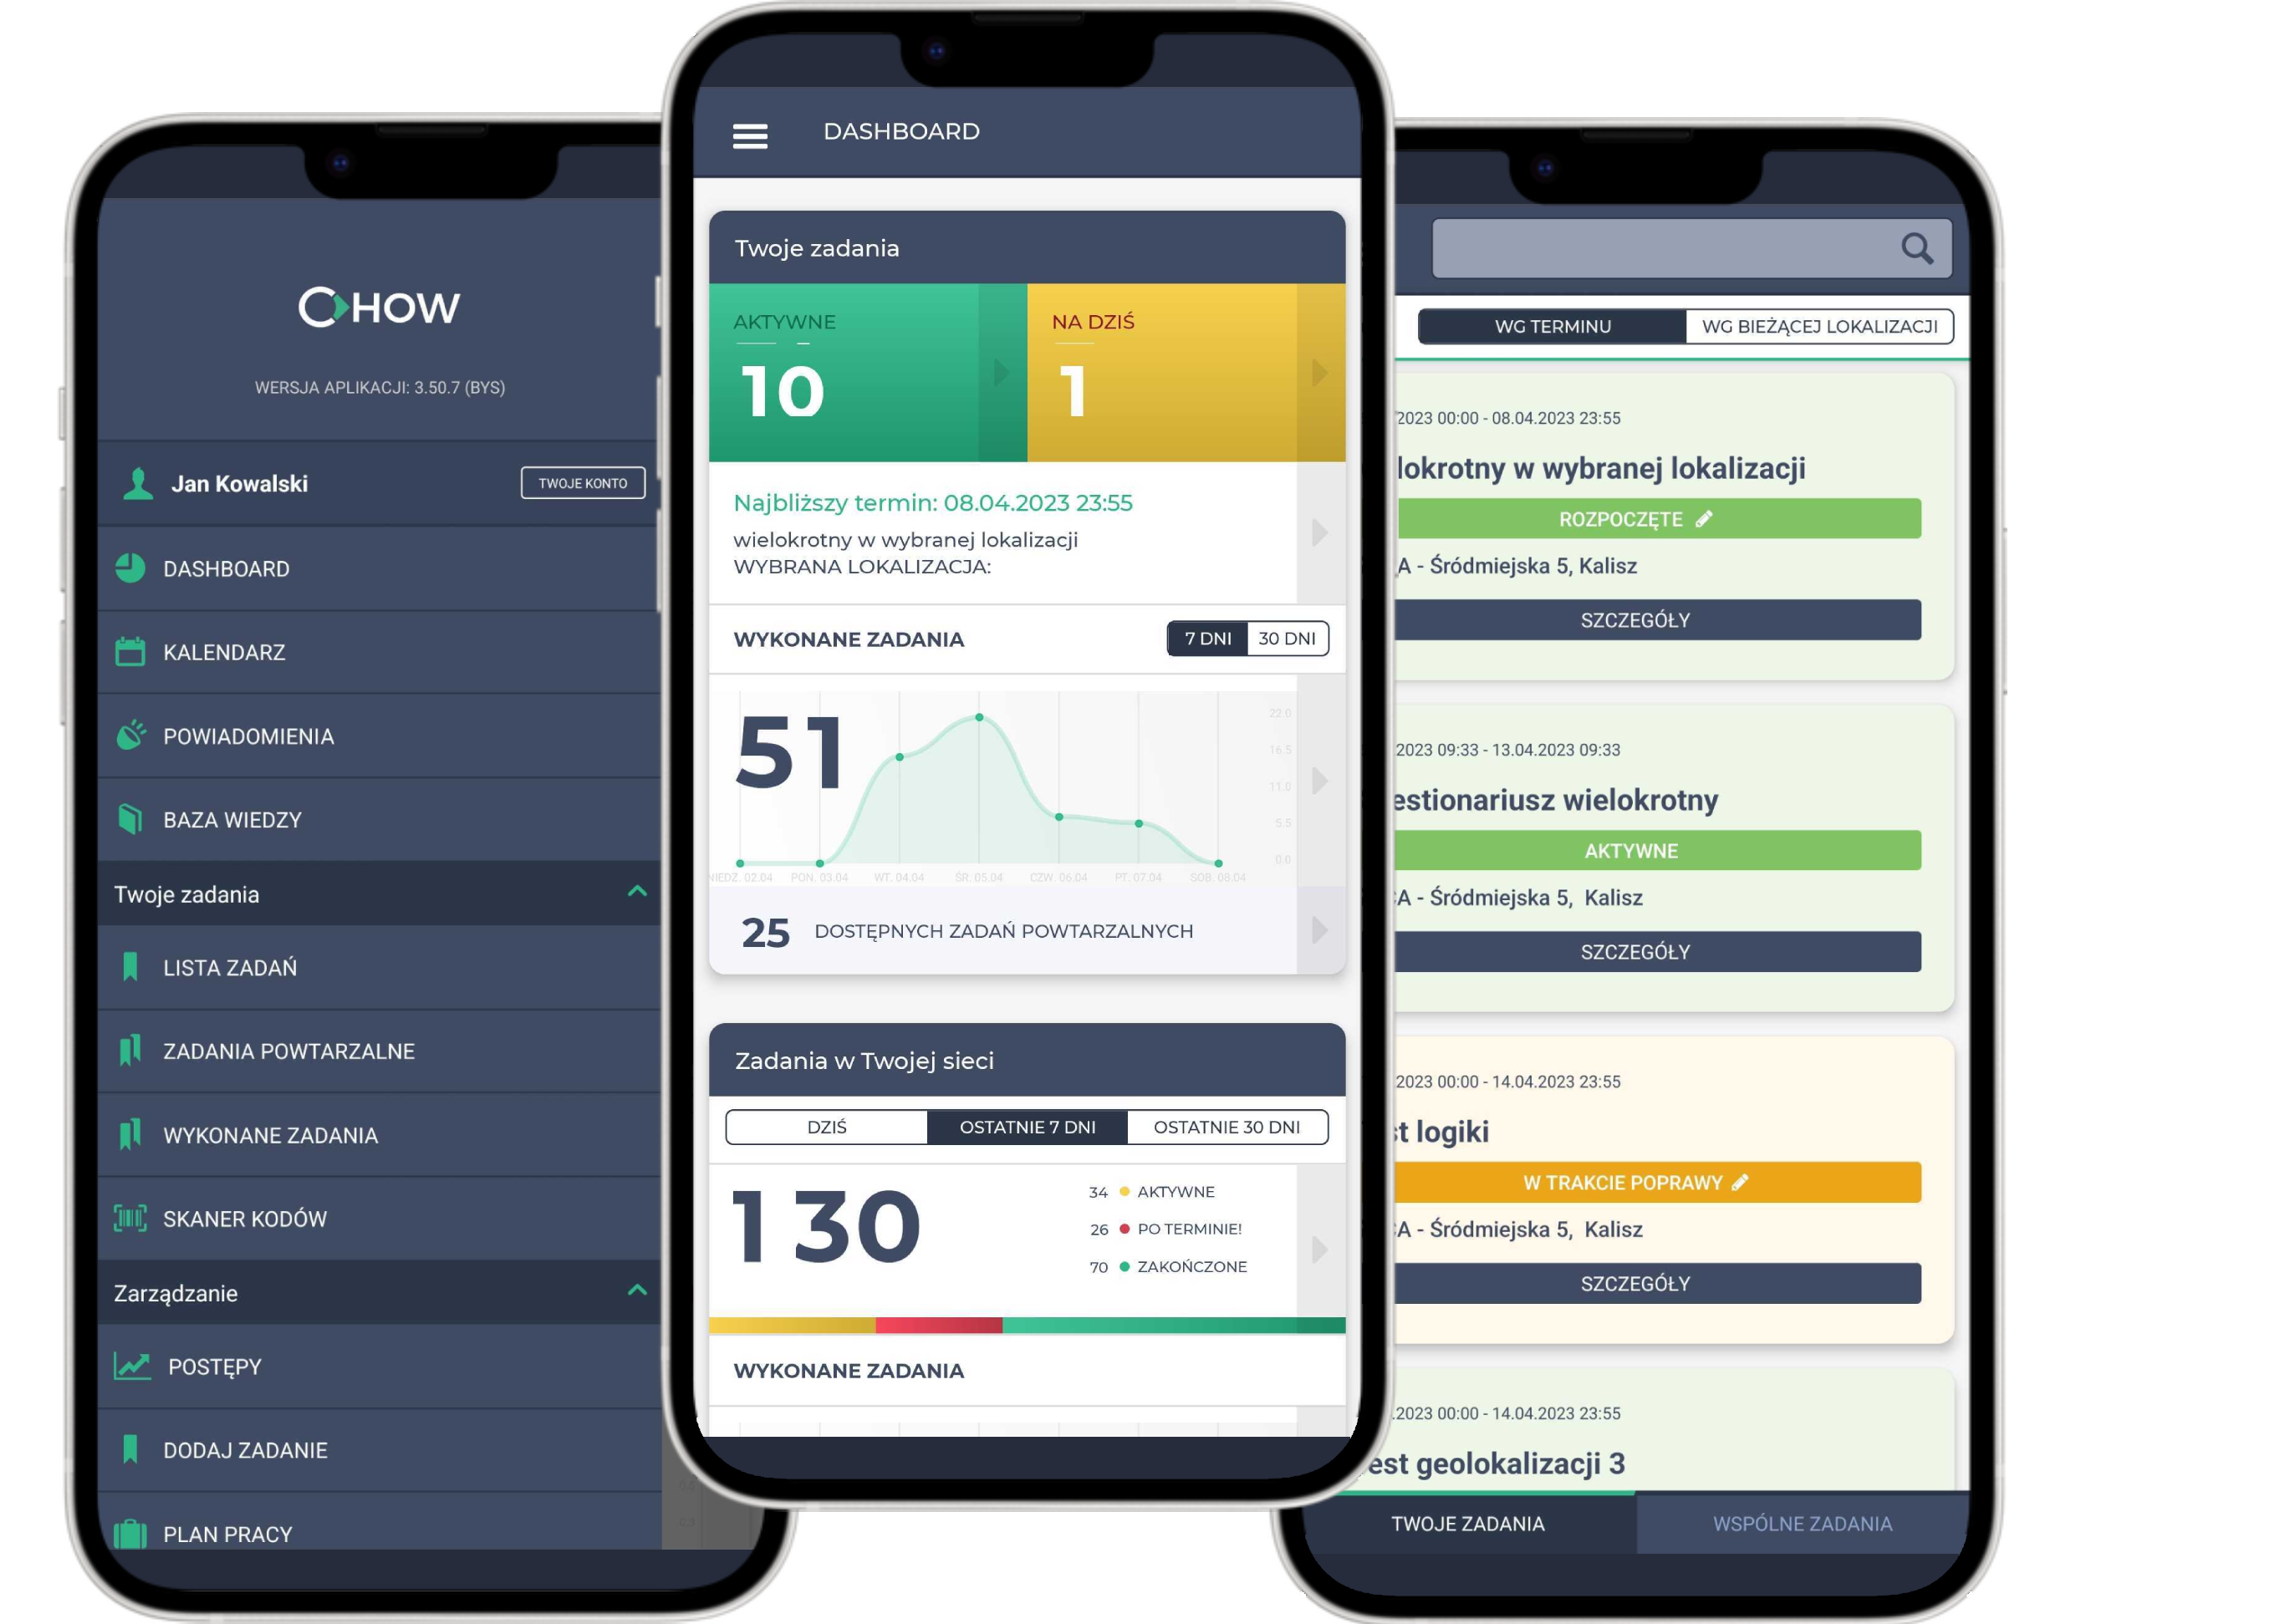 CHOW
WERSJA APLIKACJI: 3.50.7 (BYS)
Jan Kowalski
TWOJE KONTO
DASHBOARD
KALENDARZ
POWIADOMIENIA
BAZA WIEDZY
Twoje zadania
LISTA ZADAŃ
ZADANIA POWTARZALNE
WYKONANE ZADANIA
SKANER KODÓW
Zarządzanie
POSTĘPY
DODAJ ZADANIE
PLAN PRACY
DASHBOARD
Twoje zadania
AKTYWNE
10
NA DZIŚ
1
Najbliższy termin: 08.04.2023 23:55
wielokrotny w wybranej lokalizacji
WYBRANA LOKALIZACJA:
WYKONANE ZADANIA
7 DNI
30 DNI
51
22.0
16.5
11.0
5.5
0.0
NIEDZ. 02.04
PON. 03.04
WT. 04.04
ŚR. 05.04
CZW. 06.04
PT. 07.04
SOB. 08.04
25 DOSTĘPNYCH ZADAŃ POWTARZALNYCH
Zadania w Twojej sieci
DZIŚ
OSTATNIE 7 DNI
OSTATNIE 30 DNI
130
34 AKTYWNE
26 PO TERMINIE!
70 ZAKOŃCZONE
WYKONANE ZADANIA
WG TERMINU
WG BIEŻĄCEJ LOKALIZACJI
2023 00:00 - 08.04.2023 23:55
lokrotny w wybranej lokalizacji
ROZPOCZĘTE
A - Śródmiejska 5, Kalisz
SZCZEGÓŁY
2023 09:33 - 13.04.2023 09:33
estionariusz wielokrotny
AKTYWNE
A - Śródmiejska 5, Kalisz
SZCZEGÓŁY
2023 00:00 - 14.04.2023 23:55
t logiki
W TRAKCIE POPRAWY
A - Śródmiejska 5, Kalisz
SZCZEGÓŁY
.2023 00:00 - 14.04.2023 23:55
est geolokalizacji 3
TWOJE ZADANIA
WSPÓLNE ZADANIA